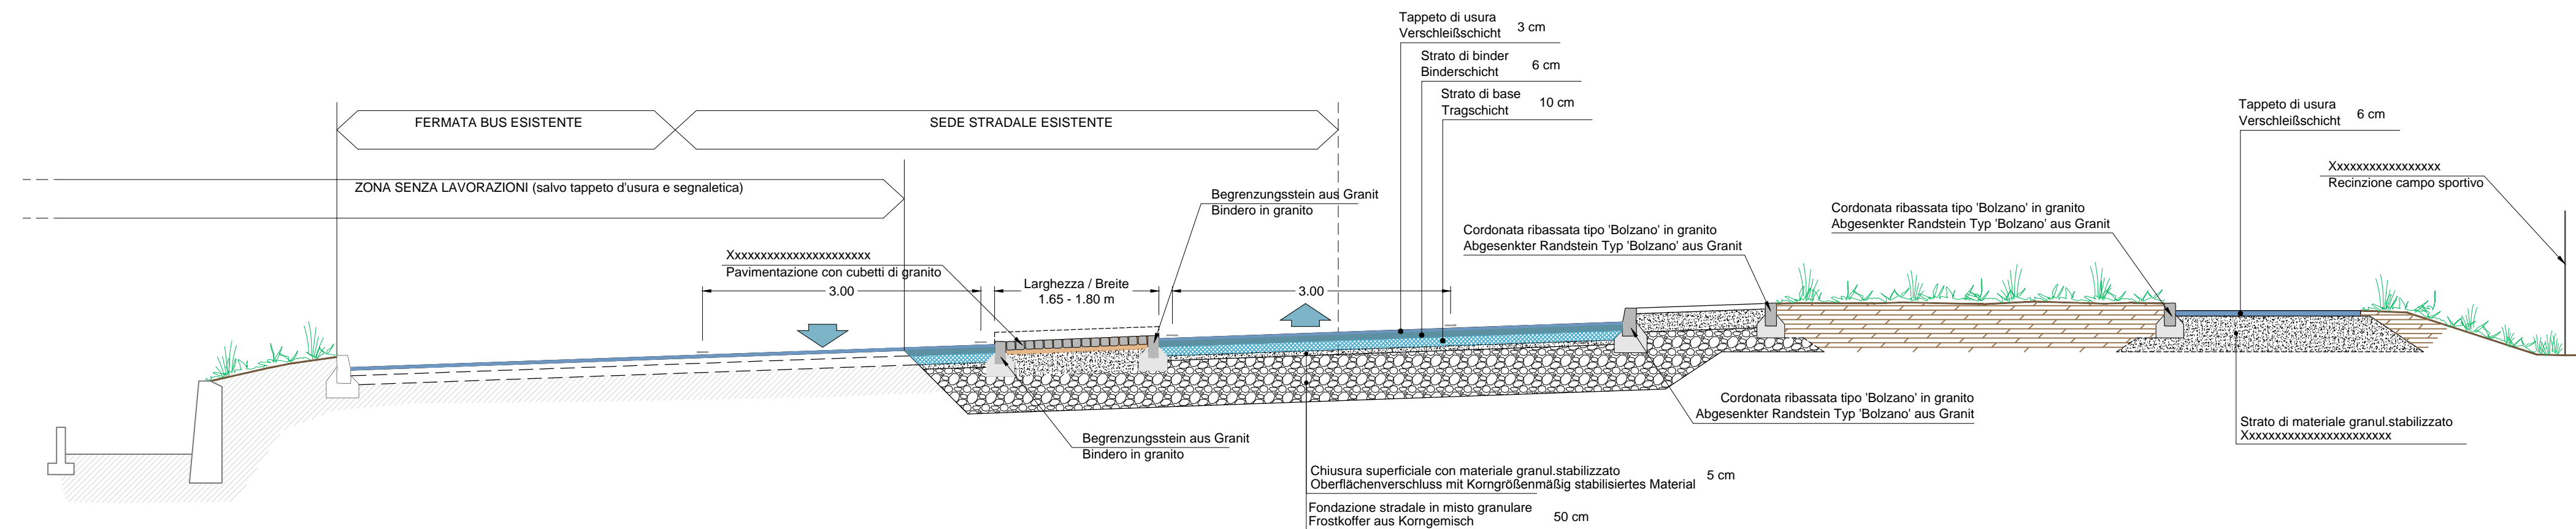 Tappeto di usura
Verschleißschicht
3 cm
Strato di binder
Binderschicht
6 cm
Strato di base
Tragschicht
10 cm
Tappeto di usura
Verschleißschicht
6 cm
FERMATA BUS ESISTENTE
SEDE STRADALE ESISTENTE
ZONA SENZA LAVORAZIONI (salvo tappeto d'usura e segnaletica)
Xxxxxxxxxxxxxxxxx
Recinzione campo sportivo
Begrenzungsstein aus Granit
Bindero in granito
Cordonata ribassata tipo 'Bolzano' in granito
Abgesenkter Randstein Typ 'Bolzano' aus Granit
Cordonata ribassata tipo 'Bolzano' in granito
Abgesenkter Randstein Typ 'Bolzano' aus Granit
Xxxxxxxxxxxxxxxxxxxxxx
Pavimentazione con cubetti di granito
3.00
Larghezza / Breite
1.65 - 1.80 m
3.00
Cordonata ribassata tipo 'Bolzano' in granito
Abgesenkter Randstein Typ 'Bolzano' aus Granit
Strato di materiale granul.stabilizzato
Xxxxxxxxxxxxxxxxxxxxxxx
Begrenzungsstein aus Granit
Bindero in granito
Chiusura superficiale con materiale granul.stabilizzato
Oberflächenverschluss mit Korngrößenmäßig stabilisiertes Material
5 cm
Fondazione stradale in misto granulare
Frostkoffer aus Korngemisch
50 cm